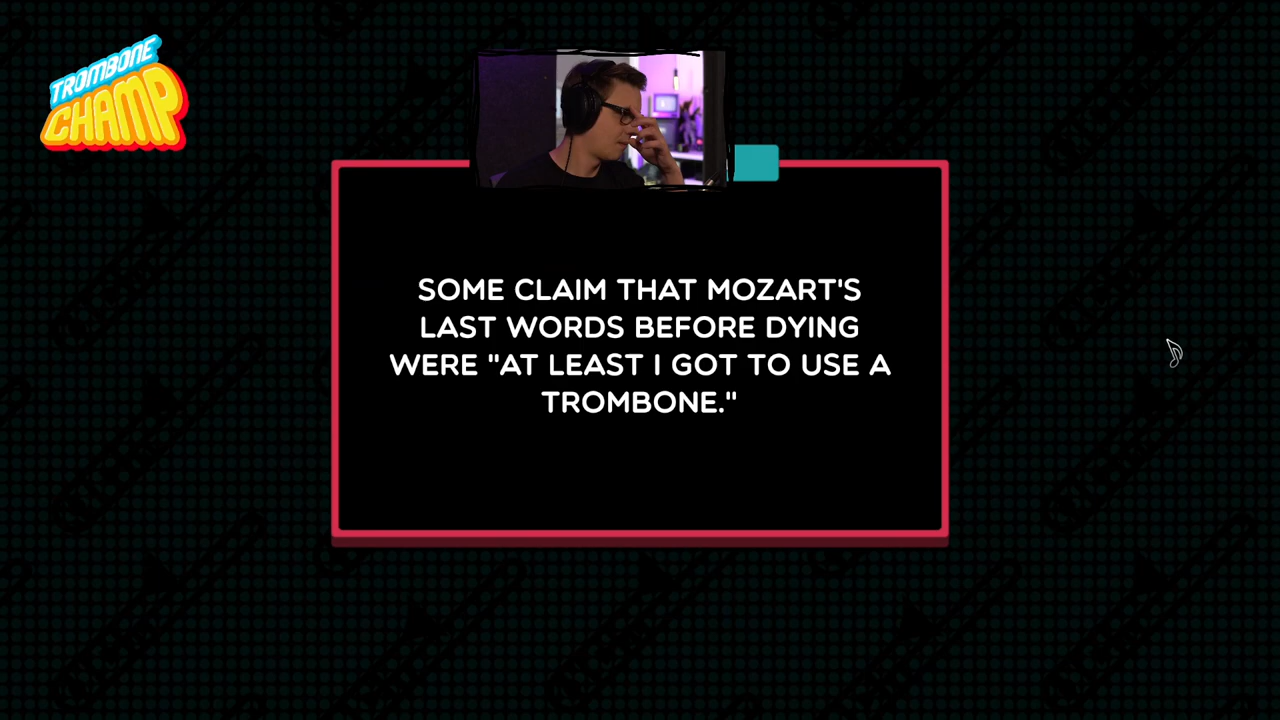 TROMBONE
CHAMP
SOME CLAIM THAT MOZART'S
LAST WORDS BEFORE DYING
WERE "AT LEAST I GOT TO USE A
TROMBONE."